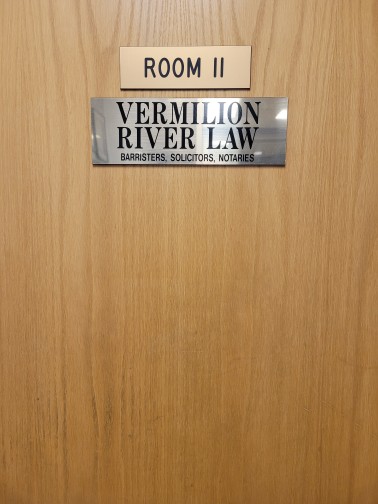 ROOM 11
VERMILION
RIVER LAW
BARRISTERS, SOLICITORS, NOTARIES